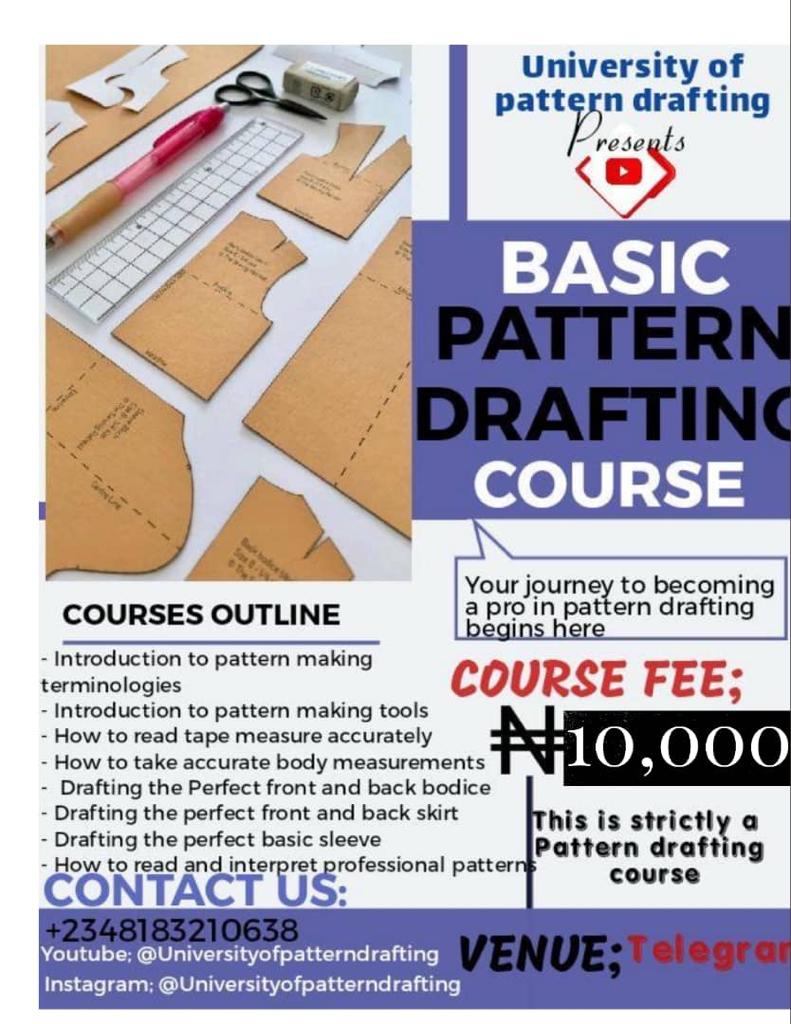 University of
pattern drafting
Presents
BASIC
PATTERN
DRAFTING
COURSE
Your journey to becoming
a pro in pattern drafting
begins here
COURSES OUTLINE
- Introduction to pattern making
terminologies
- Introduction to pattern making tools
- How to read tape measure accurately
- How to take accurate body measurements
- Drafting the Perfect front and back bodice
- Drafting the perfect front and back skirt
- Drafting the perfect basic sleeve
- How to read and interpret professional patterns
COURSE FEE;
₦10,000
This is strictly a
Pattern drafting
course
CONTACT US:
+2348183210638
Youtube; @Universityofpatterndrafting
Instagram; @Universityofpatterndrafting
VENUE; Telegram
Centre Line